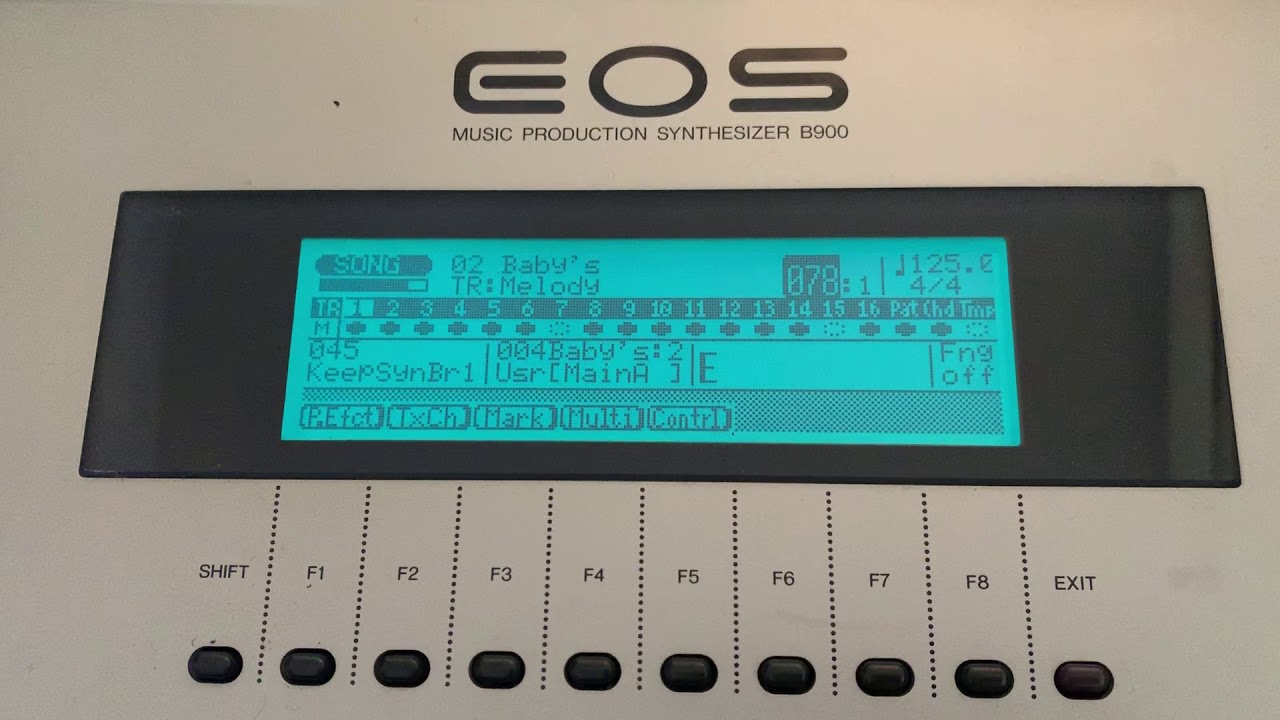 EOS
MUSIC PRODUCTION SYNTHESIZER B900
SONG 02 Baby's 078:1 ♩125.0
TR:Melody 4/4
TR 1 2 3 4 5 6 7 8 9 10 11 12 13 14 15 16 Pat Chd Tmp
M
045 004Baby's:2 E Fng
KeepSynBr1 Usr[MainA ] off
P.Efct TxCh. Mark Multi Contrl
SHIFT F1 F2 F3 F4 F5 F6 F7 F8 EXIT